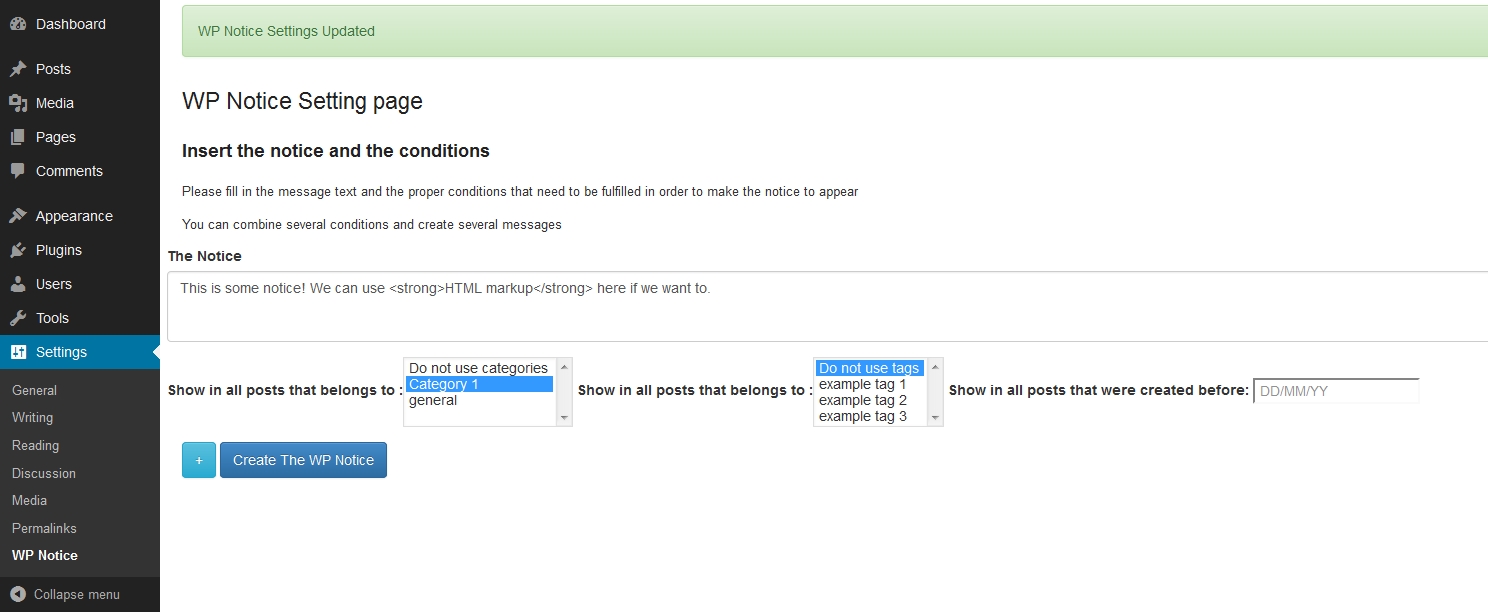 Dashboard
Posts
Media
Pages
Comments
Appearance
Plugins
Users
Tools
Settings
General
Writing
Reading
Discussion
Media
Permalinks
WP Notice
Collapse menu
WP Notice Settings Updated
WP Notice Setting page
Insert the notice and the conditions
Please fill in the message text and the proper conditions that need to be fulfilled in order to make the notice to appear
You can combine several conditions and create several messages
The Notice
This is some notice! We can use <strong>HTML markup</strong> here if we want to.
Show in all posts that belongs to :
Do not use categories
Category 1
general
Show in all posts that belongs to :
Do not use tags
example tag 1
example tag 2
example tag 3
Show in all posts that were created before:
DD/MM/YY
+
Create The WP Notice